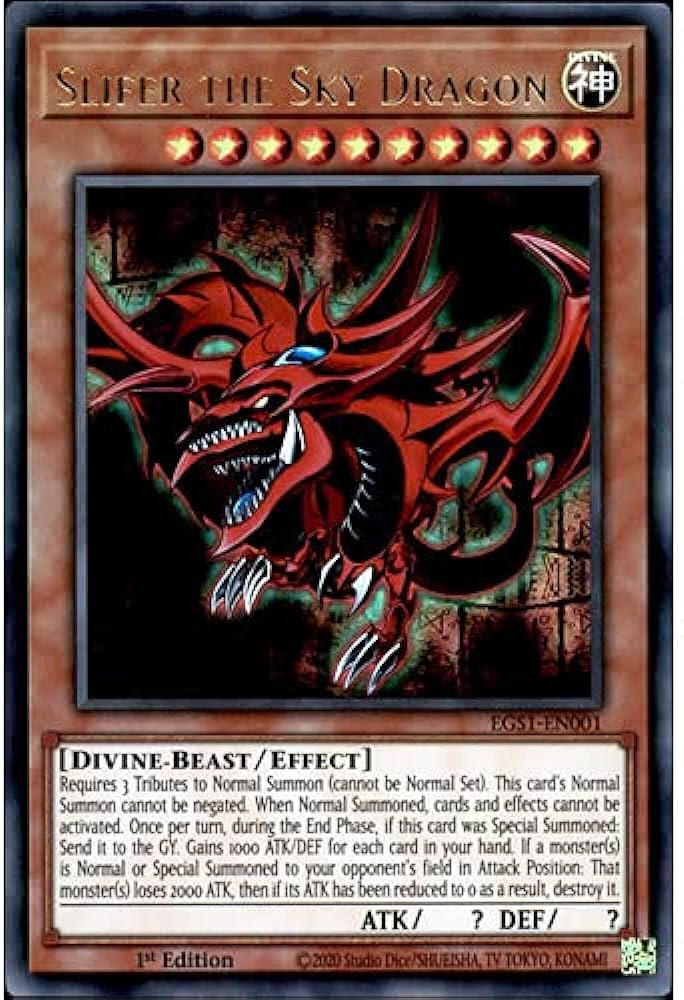 SLIFER THE SKY DRAGON
DIVINE
神
EGS1-EN001
[DIVINE-BEAST/EFFECT]
Requires 3 Tributes to Normal Summon (cannot be Normal Set). This card's Normal
Summon cannot be negated. When Normal Summoned, cards and effects cannot be
activated. Once per turn, during the End Phase, if this card was Special Summoned:
Send it to the GY. Gains 1000 ATK/DEF for each card in your hand. If a monster(s)
is Normal or Special Summoned to your opponent's field in Attack Position: That
monster(s) loses 2000 ATK, then if its ATK has been reduced to 0 as a result, destroy it.
ATK/ ? DEF/ ?
1st Edition
©2020 Studio Dice/SHUEISHA, TV TOKYO, KONAMI